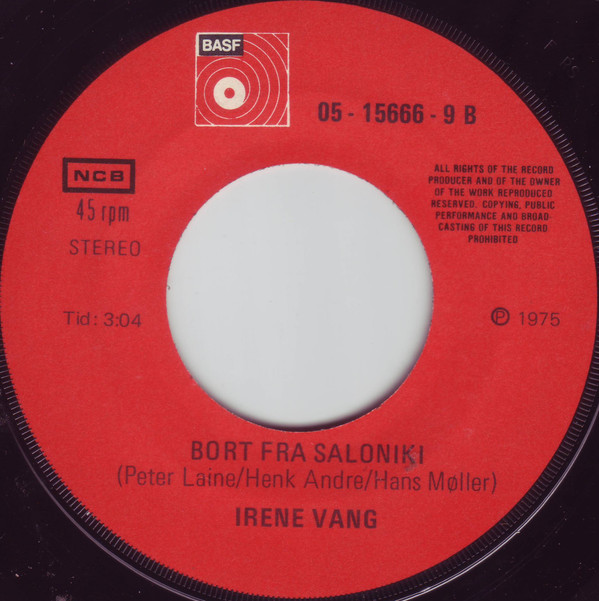 BASF
05 - 15666 - 9 B
NCB
45 rpm
STEREO
ALL RIGHTS OF THE RECORD
PRODUCER AND OF THE OWNER
OF THE WORK REPRODUCED
RESERVED. COPYING, PUBLIC
PERFORMANCE AND BROAD-
CASTING OF THIS RECORD
PROHIBITED
Tid: 3:04
Ⓟ 1975
BORT FRA SALONIKI
(Peter Laine/Henk Andre/Hans Møller)
IRENE VANG